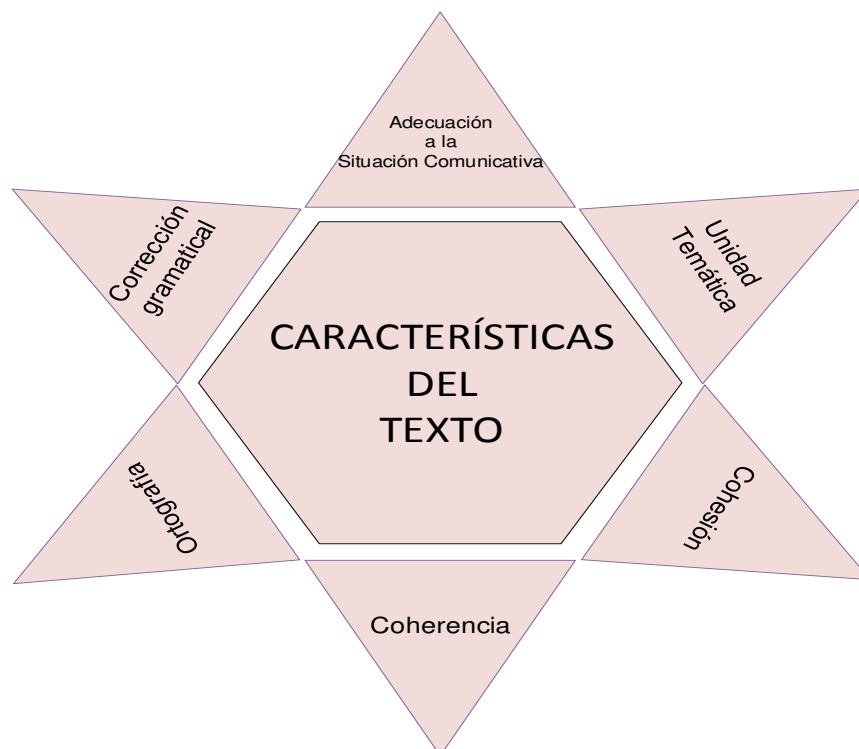 Adecuación
a la
Situación Comunicativa
Corrección
gramatical
Unidad
Temática
CARACTERÍSTICAS
DEL
TEXTO
Ortografía
Cohesión
Coherencia